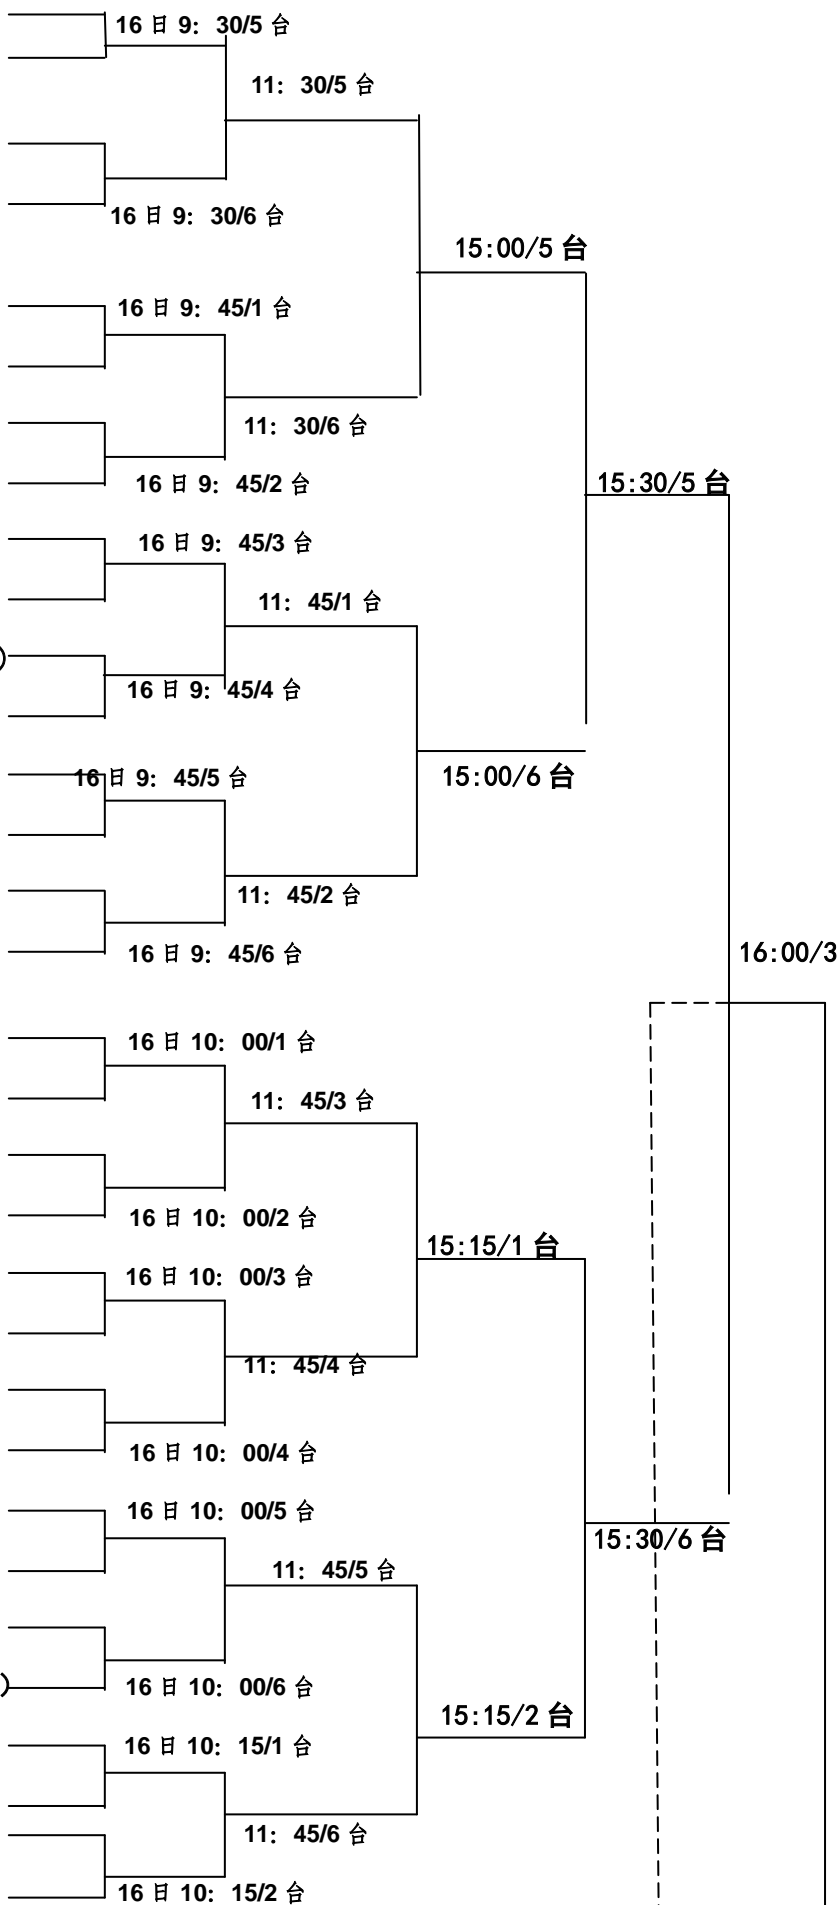 16 日 9： 30/5 台
11： 30/5 台
16 日 9： 30/6 台
15:00/5 台
16 日 9： 45/1 台
11： 30/6 台
16 日 9： 45/2 台
15:30/5 台
16 日 9： 45/3 台
11： 45/1 台
16 日 9： 45/4 台
15:00/6 台
16 日 9： 45/5 台
11： 45/2 台
16 日 9： 45/6 台
16:00/3
16 日 10： 00/1 台
11： 45/3 台
16 日 10： 00/2 台
15:15/1 台
16 日 10： 00/3 台
11： 45/4 台
16 日 10： 00/4 台
16 日 10： 00/5 台
15:30/6 台
11： 45/5 台
16 日 10： 00/6 台
15:15/2 台
16 日 10： 15/1 台
11： 45/6 台
16 日 10： 15/2 台